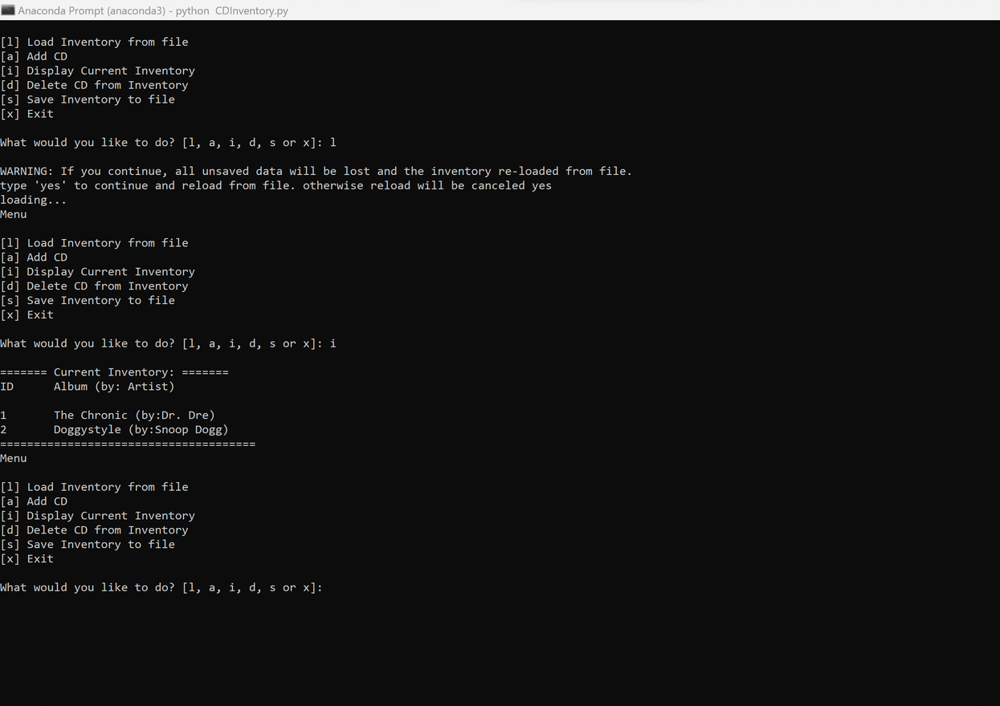 Anaconda Prompt (anaconda3) - python  CDInventory.py
[l] Load Inventory from file
[a] Add CD
[i] Display Current Inventory
[d] Delete CD from Inventory
[s] Save Inventory to file
[x] Exit
What would you like to do? [l, a, i, d, s or x]: l
WARNING: If you continue, all unsaved data will be lost and the inventory re-loaded from file.
type 'yes' to continue and reload from file. otherwise reload will be canceled yes
loading...
Menu
[l] Load Inventory from file
[a] Add CD
[i] Display Current Inventory
[d] Delete CD from Inventory
[s] Save Inventory to file
[x] Exit
What would you like to do? [l, a, i, d, s or x]: i
======= Current Inventory: =======
ID      Album (by: Artist)
1       The Chronic (by:Dr. Dre)
2       Doggystyle (by:Snoop Dogg)
======================================
Menu
[l] Load Inventory from file
[a] Add CD
[i] Display Current Inventory
[d] Delete CD from Inventory
[s] Save Inventory to file
[x] Exit
What would you like to do? [l, a, i, d, s or x]: